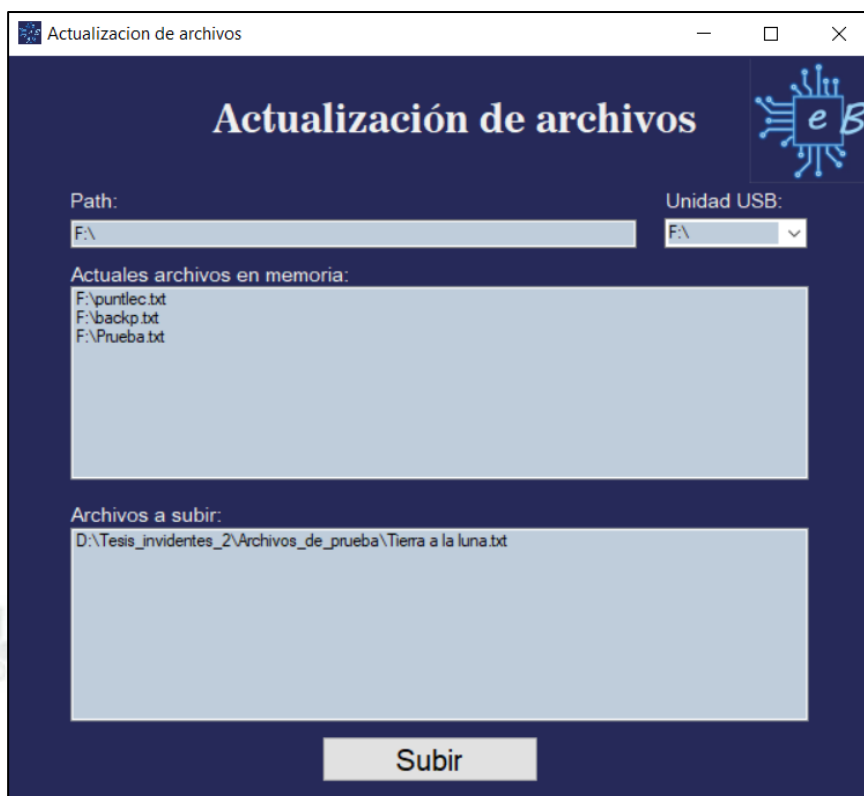 Actualizacion de archivos
Actualización de archivos
e B
Path:
Unidad USB:
F:\
F:\
Actuales archivos en memoria:
F:\puntlec.txt
F:\backp.txt
F:\Prueba.txt
Archivos a subir:
D:\Tesis_invidentes_2\Archivos_de_prueba\Tierra a la luna.txt
Subir